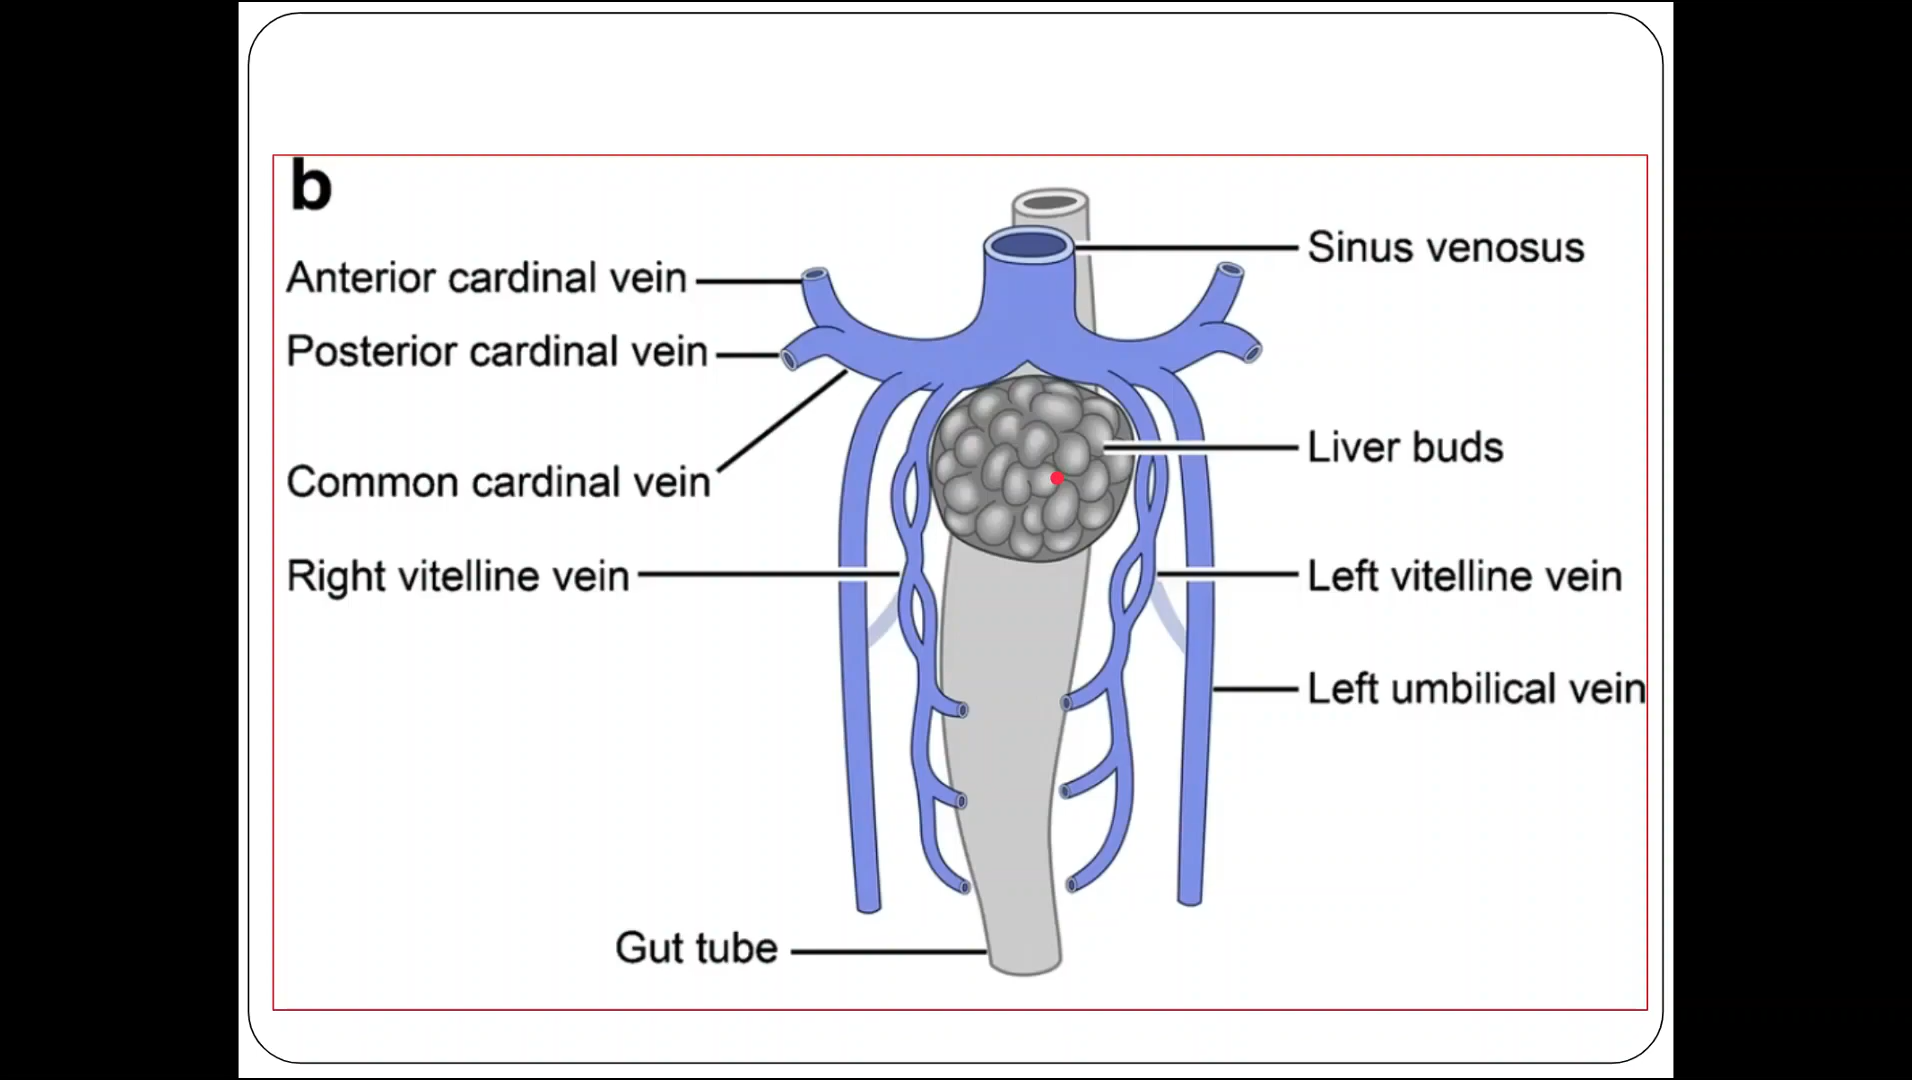 b
Sinus venosus
Anterior cardinal vein
Posterior cardinal vein
Liver buds
Common cardinal vein
Right vitelline vein
Left vitelline vein
Left umbilical vein
Gut tube